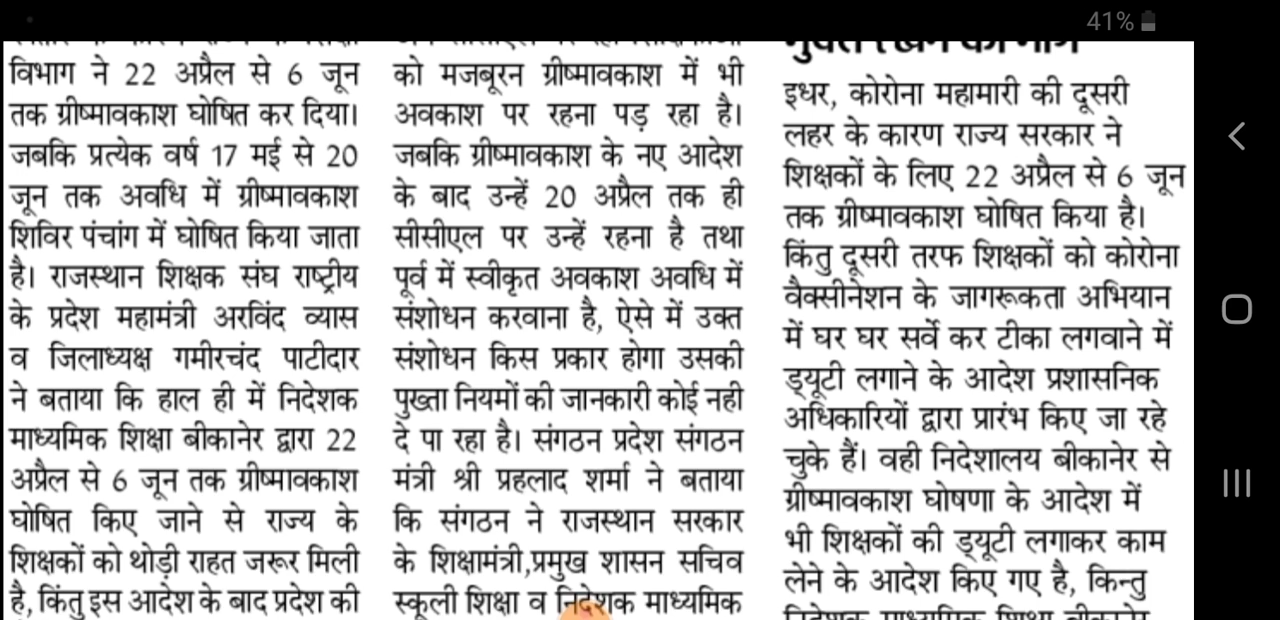 41%
विभाग ने 22 अप्रैल से 6 जून
तक ग्रीष्मावकाश घोषित कर दिया।
जबकि प्रत्येक वर्ष 17 मई से 20
जून तक अवधि में ग्रीष्मावकाश
शिविर पंचांग में घोषित किया जाता
है। राजस्थान शिक्षक संघ राष्ट्रीय
के प्रदेश महामंत्री अरविंद व्यास
व जिलाध्यक्ष गमीरचंद पाटीदार
ने बताया कि हाल ही में निदेशक
माध्यमिक शिक्षा बीकानेर द्वारा 22
अप्रैल से 6 जून तक ग्रीष्मावकाश
घोषित किए जाने से राज्य के
शिक्षकों को थोड़ी राहत जरूर मिली
है, किंतु इस आदेश के बाद प्रदेश की
को मजबूरन ग्रीष्मावकाश में भी
अवकाश पर रहना पड़ रहा है।
जबकि ग्रीष्मावकाश के नए आदेश
के बाद उन्हें 20 अप्रैल तक ही
सीसीएल पर उन्हें रहना है तथा
पूर्व में स्वीकृत अवकाश अवधि में
संशोधन करवाना है, ऐसे में उक्त
संशोधन किस प्रकार होगा उसकी
पुख्ता नियमों की जानकारी कोई नही
दे पा रहा है। संगठन प्रदेश संगठन
मंत्री श्री प्रहलाद शर्मा ने बताया
कि संगठन ने राजस्थान सरकार
के शिक्षामंत्री,प्रमुख शासन सचिव
स्कूली शिक्षा व निदेशक माध्यमिक
इधर, कोरोना महामारी की दूसरी
लहर के कारण राज्य सरकार ने
शिक्षकों के लिए 22 अप्रैल से 6 जून
तक ग्रीष्मावकाश घोषित किया है।
किंतु दूसरी तरफ शिक्षकों को कोरोना
वैक्सीनेशन के जागरूकता अभियान
में घर घर सर्वे कर टीका लगवाने में
ड्यूटी लगाने के आदेश प्रशासनिक
अधिकारियों द्वारा प्रारंभ किए जा रहे
चुके हैं। वही निदेशालय बीकानेर से
ग्रीष्मावकाश घोषणा के आदेश में
भी शिक्षकों की ड्यूटी लगाकर काम
लेने के आदेश किए गए है, किन्तु